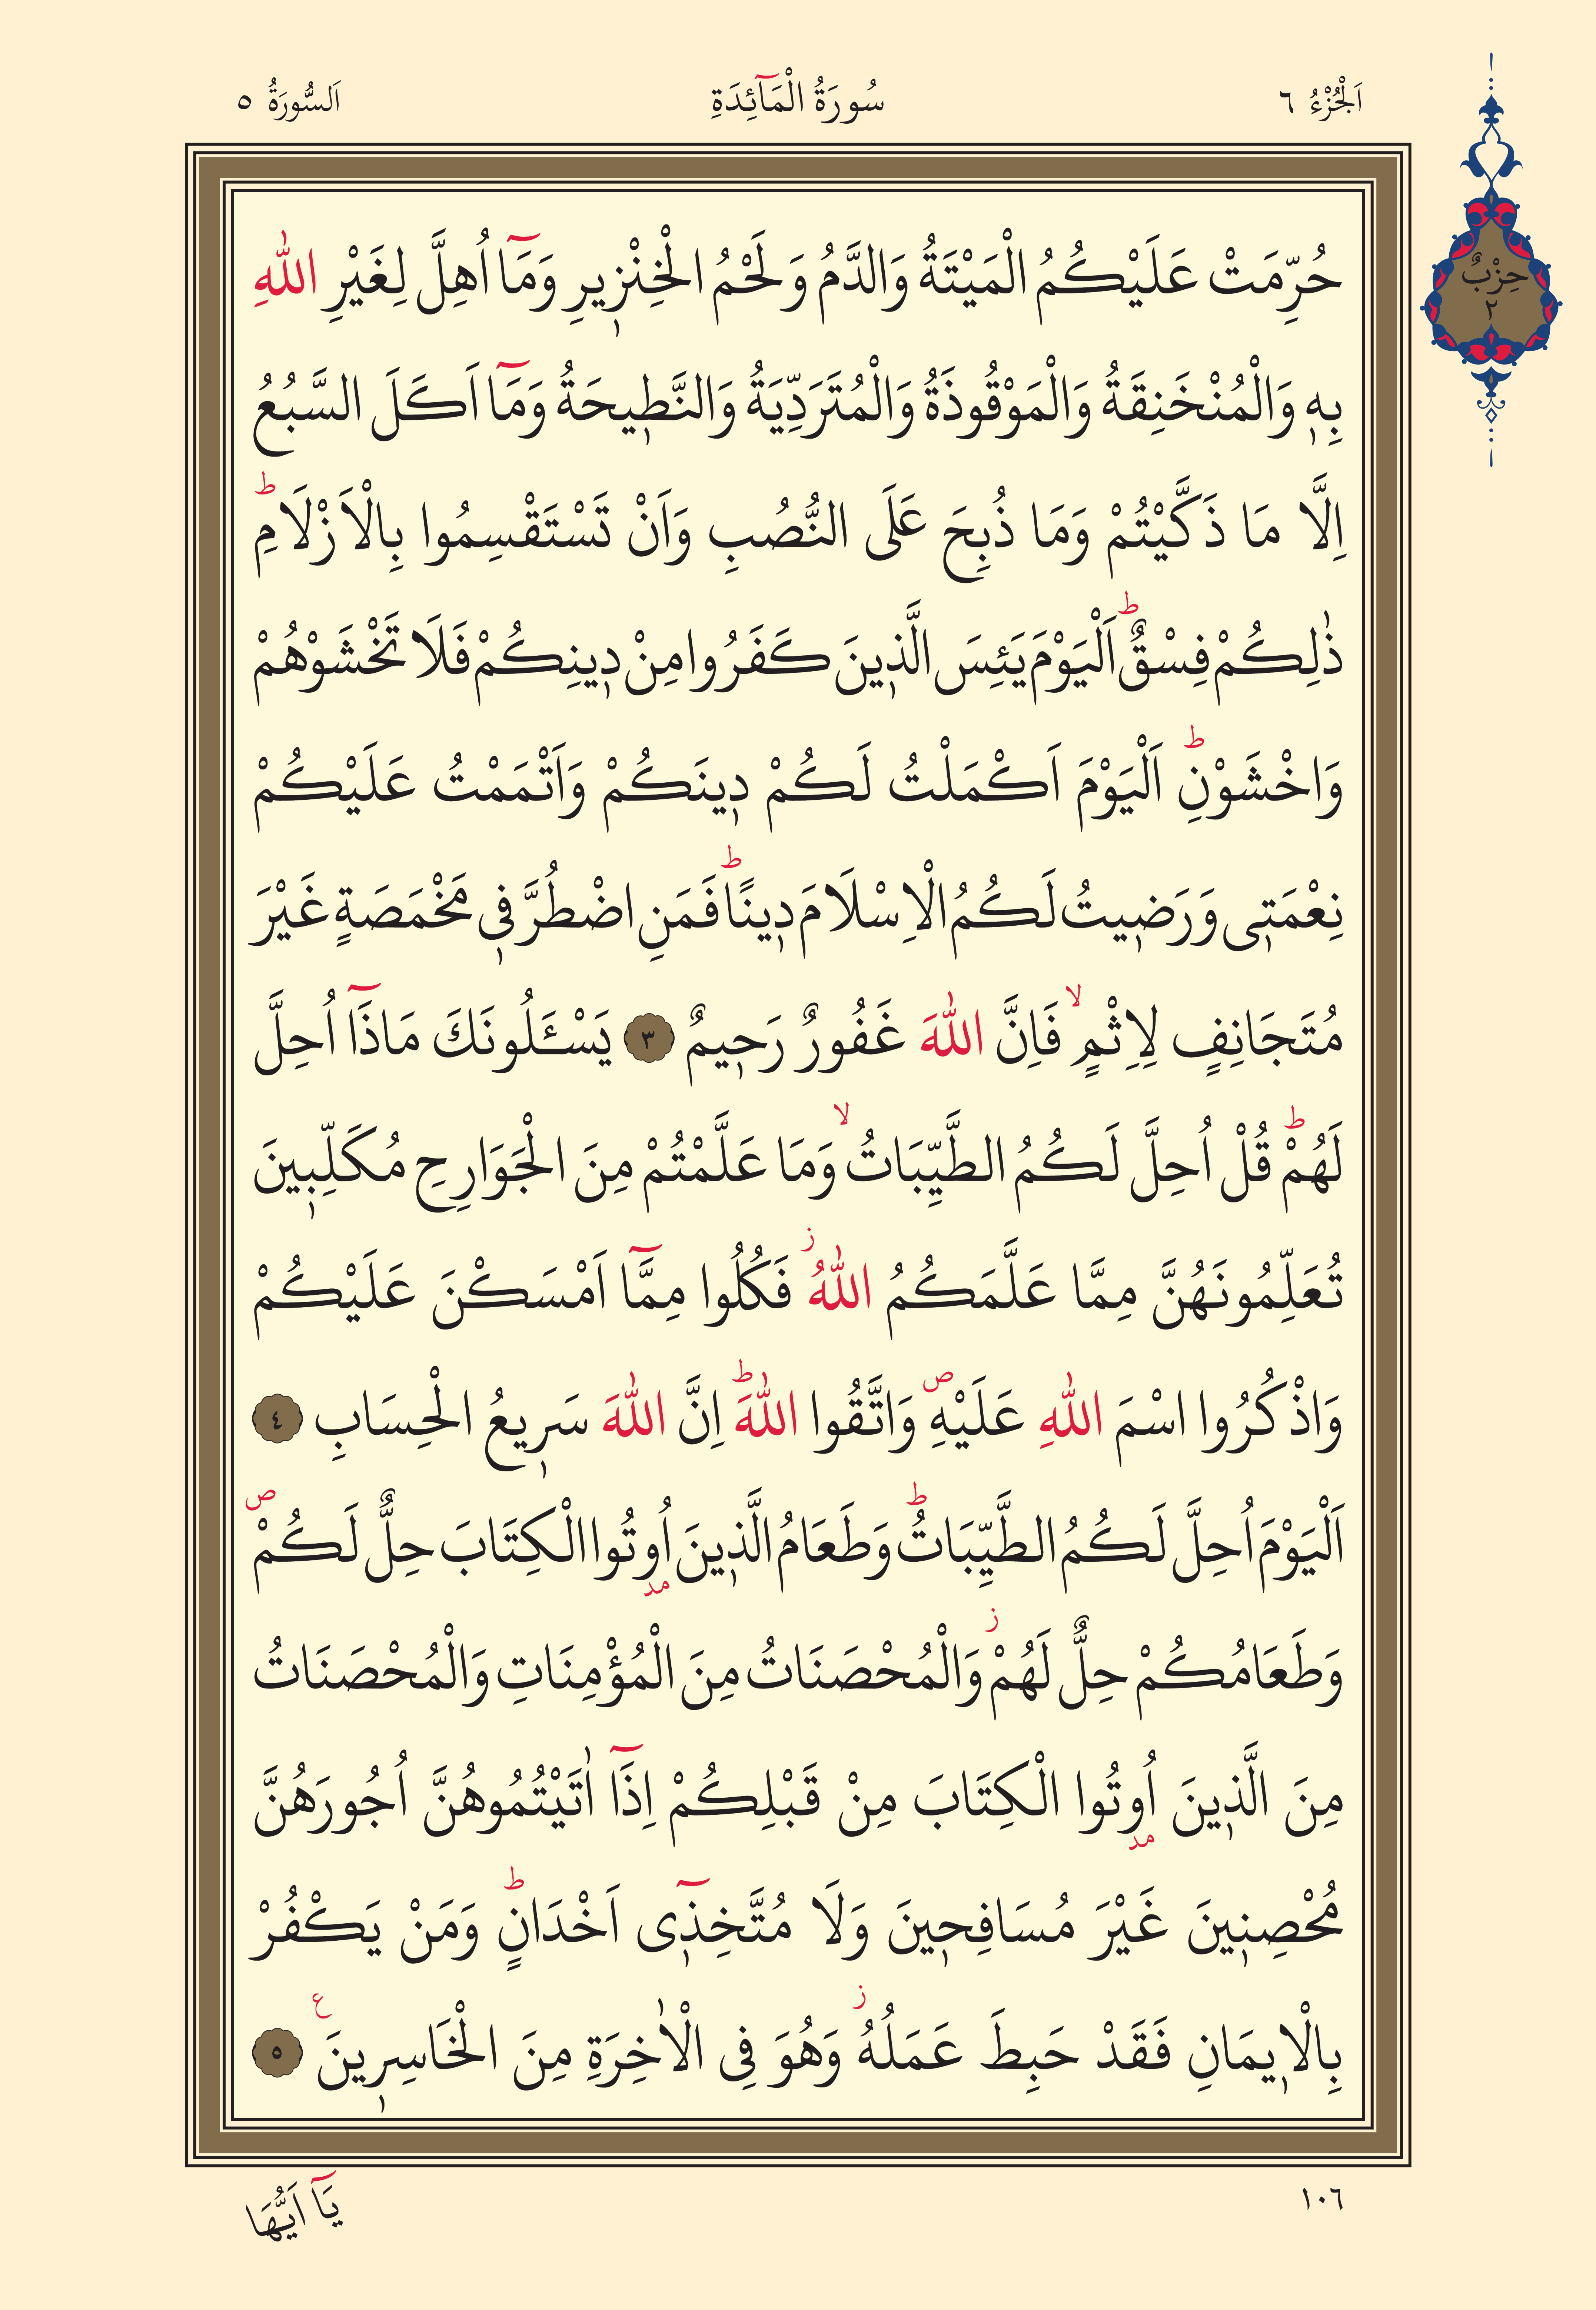 اَلْجُزْءُ ٦
سُورَةُ الْمَآئِدَةِ
اَلسُّورَةُ ٥
حِزْبٌ
٢
حُرِّمَتْ عَلَيْكُمُ الْمَيْتَةُ وَالدَّمُ وَلَحْمُ الْخِنْزٖيرِ وَمَآ اُهِلَّ لِغَيْرِ اللّٰهِ
بِهٖ وَالْمُنْخَنِقَةُ وَالْمَوْقُوذَةُ وَالْمُتَرَدِّيَةُ وَالنَّطٖيحَةُ وَمَآ اَكَلَ السَّبُعُ
اِلَّا مَا ذَكَّيْتُمْ وَمَا ذُبِحَ عَلَى النُّصُبِ وَاَنْ تَسْتَقْسِمُوا بِالْاَزْلَامِؕ
ذٰلِكُمْ فِسْقٌؕ اَلْيَوْمَ يَئِسَ الَّذٖينَ كَفَرُوا مِنْ دٖينِكُمْ فَلَا تَخْشَوْهُمْ
وَاخْشَوْنِؕ اَلْيَوْمَ اَكْمَلْتُ لَكُمْ دٖينَكُمْ وَاَتْمَمْتُ عَلَيْكُمْ
نِعْمَتٖى وَرَضٖيتُ لَكُمُ الْاِسْلَامَ دٖينًاؕ فَمَنِ اضْطُرَّ فٖى مَخْمَصَةٍ غَيْرَ
مُتَجَانِفٍ لِاِثْمٍۙ فَاِنَّ اللّٰهَ غَفُورٌ رَحٖيمٌ ٣ يَسْـَٔلُونَكَ مَاذَآ اُحِلَّ
لَهُمْؕ قُلْ اُحِلَّ لَكُمُ الطَّيِّبَاتُۙ وَمَا عَلَّمْتُمْ مِنَ الْجَوَارِحِ مُكَلِّبٖينَ
تُعَلِّمُونَهُنَّ مِمَّا عَلَّمَكُمُ اللّٰهُؗ فَكُلُوا مِمَّآ اَمْسَكْنَ عَلَيْكُمْ
وَاذْكُرُوا اسْمَ اللّٰهِ عَلَيْهِࣕ وَاتَّقُوا اللّٰهَؕ اِنَّ اللّٰهَ سَرٖيعُ الْحِسَابِ ٤
اَلْيَوْمَ اُحِلَّ لَكُمُ الطَّيِّبَاتُؕ وَطَعَامُ الَّذٖينَ اُو۫تُوا الْكِتَابَ حِلٌّ لَكُمْࣕ
وَطَعَامُكُمْ حِلٌّ لَهُمْؗ وَالْمُحْصَنَاتُ مِنَ الْمُؤْمِنَاتِ وَالْمُحْصَنَاتُ
مِنَ الَّذٖينَ اُو۫تُوا الْكِتَابَ مِنْ قَبْلِكُمْ اِذَآ اٰتَيْتُمُوهُنَّ اُجُورَهُنَّ
مُحْصِنٖينَ غَيْرَ مُسَافِحٖينَ وَلَا مُتَّخِذٖٓى اَخْدَانٍؕ وَمَنْ يَكْفُرْ
بِالْاٖيمَانِ فَقَدْ حَبِطَ عَمَلُهُؗ وَهُوَ فِى الْاٰخِرَةِ مِنَ الْخَاسِرٖينَ ع ٥
١٠٦
يَآ اَيُّهَا